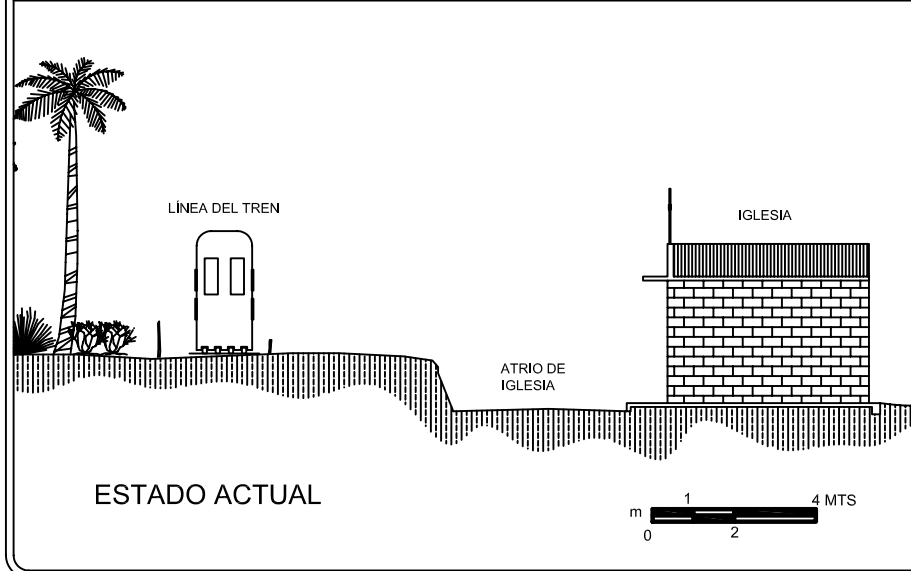 LÍNEA DEL TREN
IGLESIA
ATRIO DE
IGLESIA
ESTADO ACTUAL
1 4 MTS
m
0 2